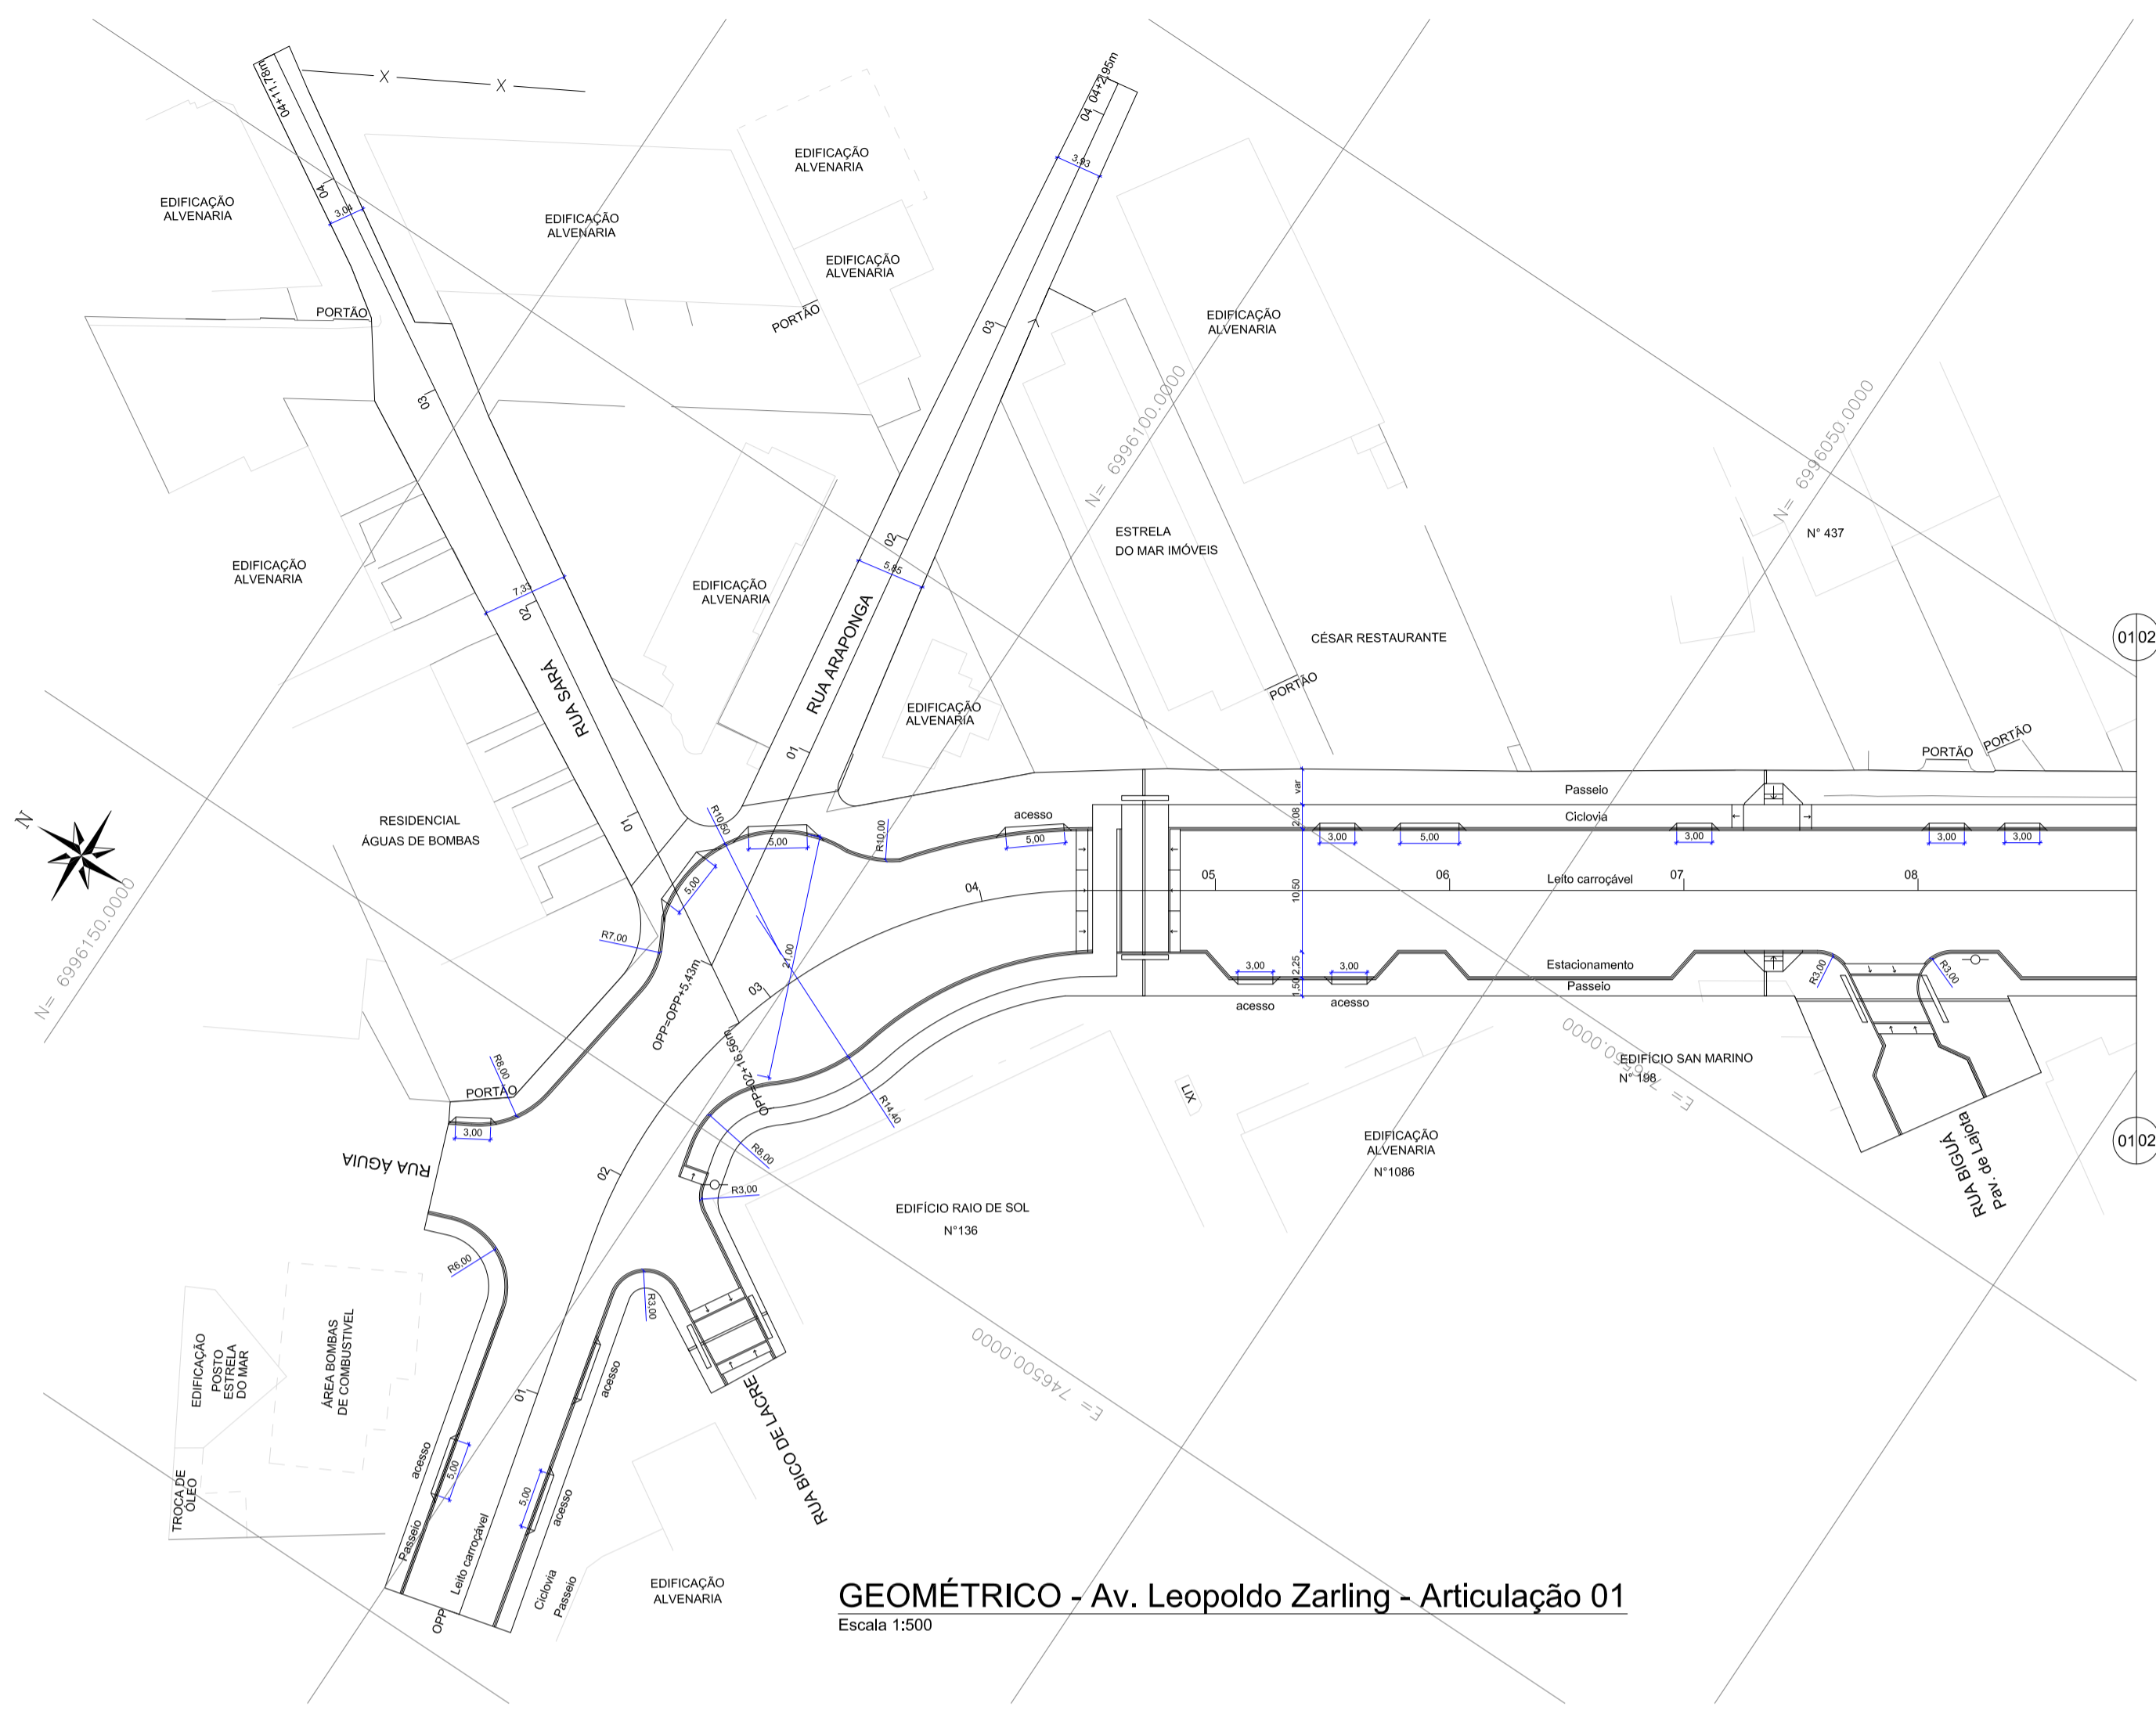 04+11,78m
X
X
04
04+2,95m
EDIFICAÇÃO
ALVENARIA
3,93
EDIFICAÇÃO
ALVENARIA
04
3,04
EDIFICAÇÃO
ALVENARIA
EDIFICAÇÃO
ALVENARIA
PORTÃO
PORTÃO
03
EDIFICAÇÃO
ALVENARIA
03
N= 6996100.0000
N= 6996050.0000
02
ESTRELA
DO MAR IMÓVEIS
N° 437
EDIFICAÇÃO
ALVENARIA
5,85
7,33
02
EDIFICAÇÃO
ALVENARIA
RUA SARÁ
RUA ARAPONGA
CÉSAR RESTAURANTE
01
02
PORTÃO
EDIFICAÇÃO
ALVENARIA
01
PORTÃO
PORTÃO
N
RESIDENCIAL
ÁGUAS DE BOMBAS
01
R10,50
5,00
R10,00
acesso
5,00
var
Passeio
2,08
Ciclovia
3,00
5,00
3,00
3,00
3,00
N= 6996150.0000
5,00
04
05
06
07
08
10,50
Leito carroçável
R7,00
21,00
OPP=OPP+5,43m
03
3,00
3,00
2,25
1,50
Estacionamento
Passeio
R3,00
R3,00
acesso
acesso
E= 746550.0000
EDIFÍCIO SAN MARINO
N° 198
R8,00
PORTÃO
3,00
OPP=02+16,56m
R14,40
LIXI
RUA BIGUÁ
Pav. de Lajota
01
02
RUA ÁGUIA
02
R8,00
R3,00
EDIFICAÇÃO
ALVENARIA
N°1086
EDIFÍCIO RAIO DE SOL
N°136
R6,00
R3,00
E= 746500.0000
EDIFICAÇÃO
POSTO
ESTRELA
DO MAR
ÁREA BOMBAS
DE COMBUSTIVEL
01
acesso
RUA BICO DE LACRE
acesso
5,00
5,00
acesso
TROCA DE
ÓLEO
Passeio
Leito carroçável
Ciclovia
Passeio
OPP
EDIFICAÇÃO
ALVENARIA
GEOMÉTRICO - Av. Leopoldo Zarling - Articulação 01
Escala 1:500